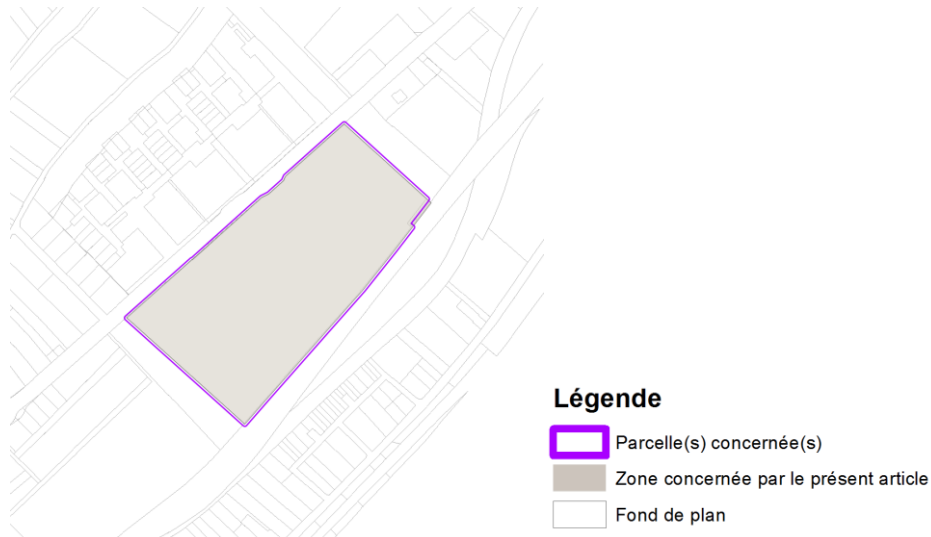 Légende
Parcelle(s) concernée(s)
Zone concernée par le présent article
Fond de plan